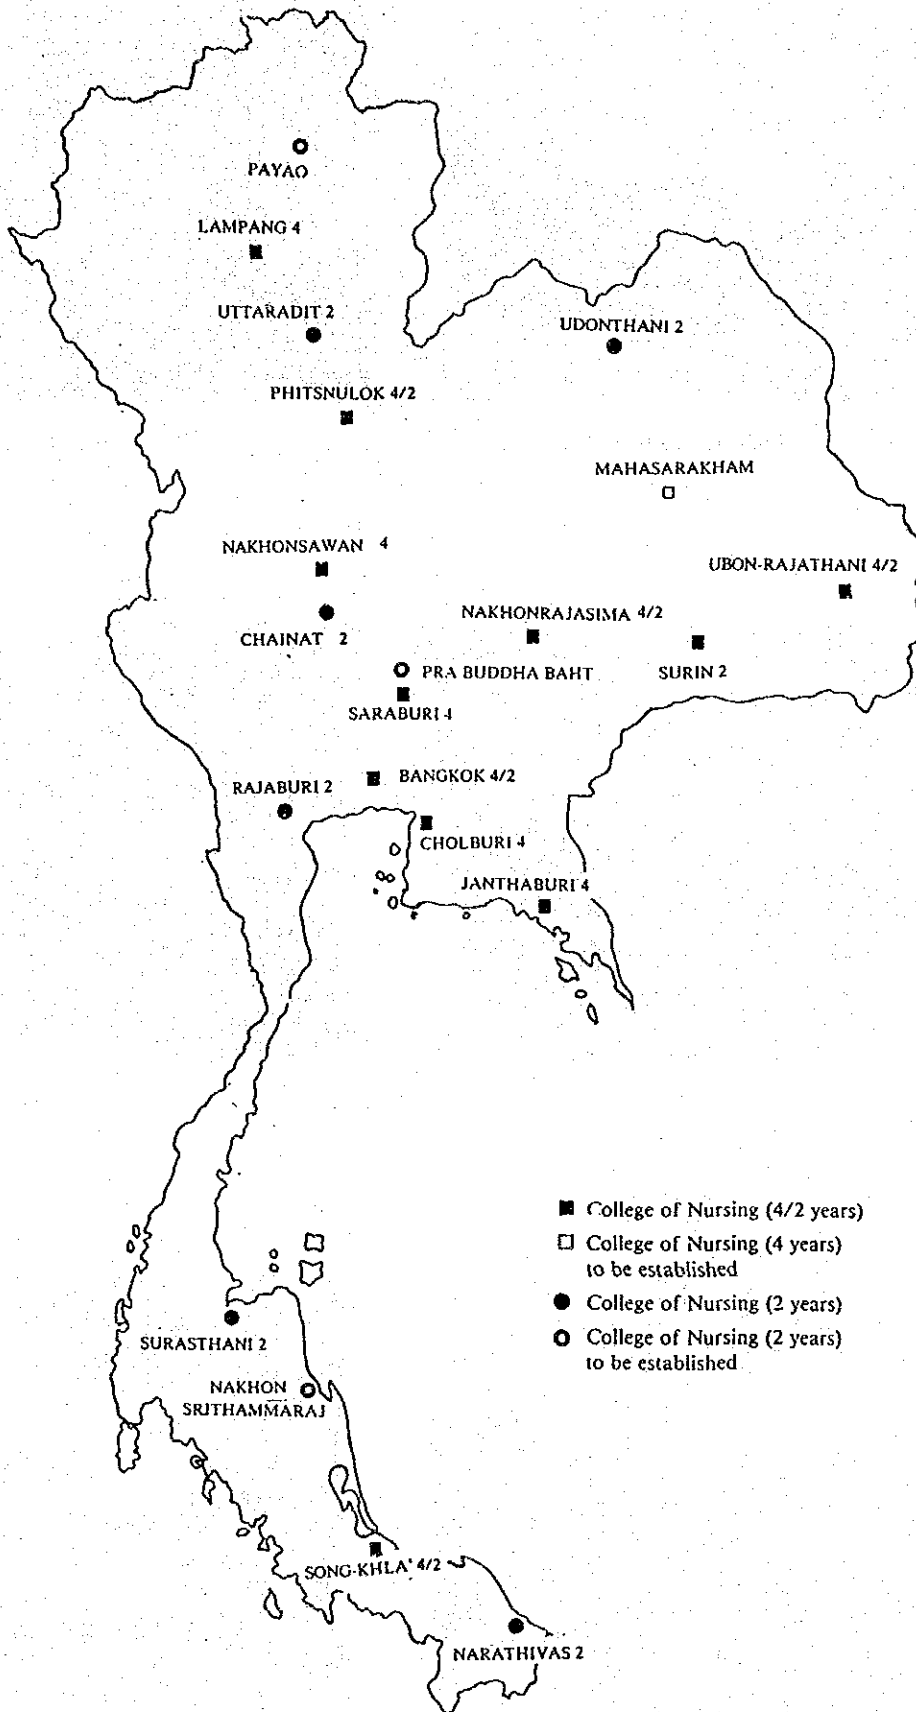 PAYAO
LAMPANG 4
UTTARADIT 2
UDONTHANI 2
PHITSNULOK 4/2
MAHASARAKHAM
NAKHONSAWAN 4
UBON-RAJATHANI 4/2
NAKHONRAJASIMA 4/2
CHAINAT 2
SURIN 2
PRA BUDDHA BAHT
SARABURI 4
BANGKOK 4/2
RAJABURI 2
CHOLBURI 4
JANTHABURI 4
College of Nursing (4/2 years)
College of Nursing (4 years)
to be established
College of Nursing (2 years)
College of Nursing (2 years)
to be established
SURASTHANI 2
NAKHON
SRITHAMMARAJ
SONG-KHLA 4/2
NARATHIVAS 2